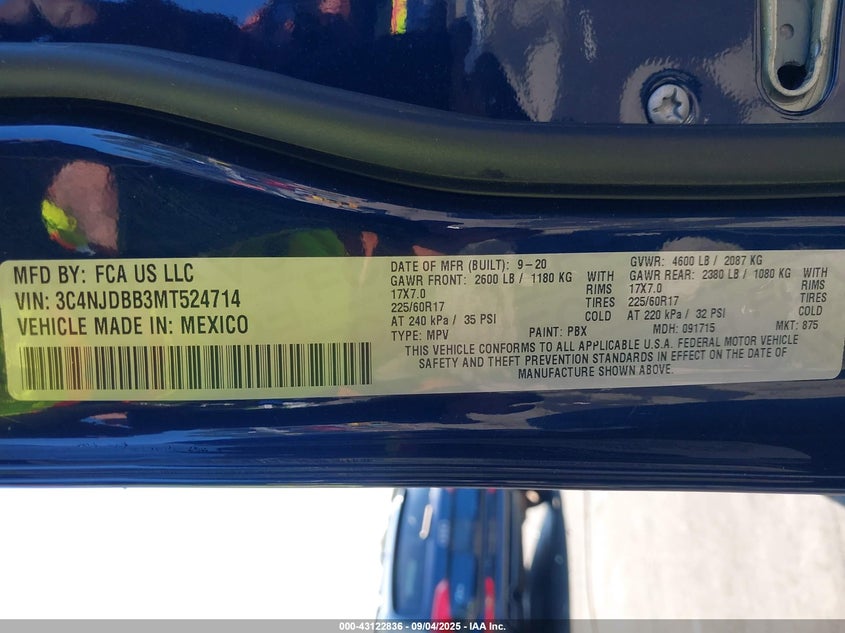 MFD BY: FCA US LLC
VIN: 3C4NJDBB3MT524714
VEHICLE MADE IN: MEXICO
DATE OF MFR (BUILT): 9-20
GAWR FRONT: 2600 LB / 1180 KG WITH
17X7.0 RIMS
225/60R17
AT 240 kPa / 35 PSI COLD
TYPE: MPV PAINT: PBX
GVWR: 4600 LB / 2087 KG
GAWR REAR: 2380 LB / 1080 KG WITH
17X7.0 RIMS
225/60R17
AT 220 kPa / 32 PSI COLD
MDH: 091715 MKT: 875
THIS VEHICLE CONFORMS TO ALL APPLICABLE U.S.A. FEDERAL MOTOR VEHICLE
SAFETY AND THEFT PREVENTION STANDARDS IN EFFECT ON THE DATE OF
MANUFACTURE SHOWN ABOVE.
000-43122836 - 09/04/2025 - IAA Inc.